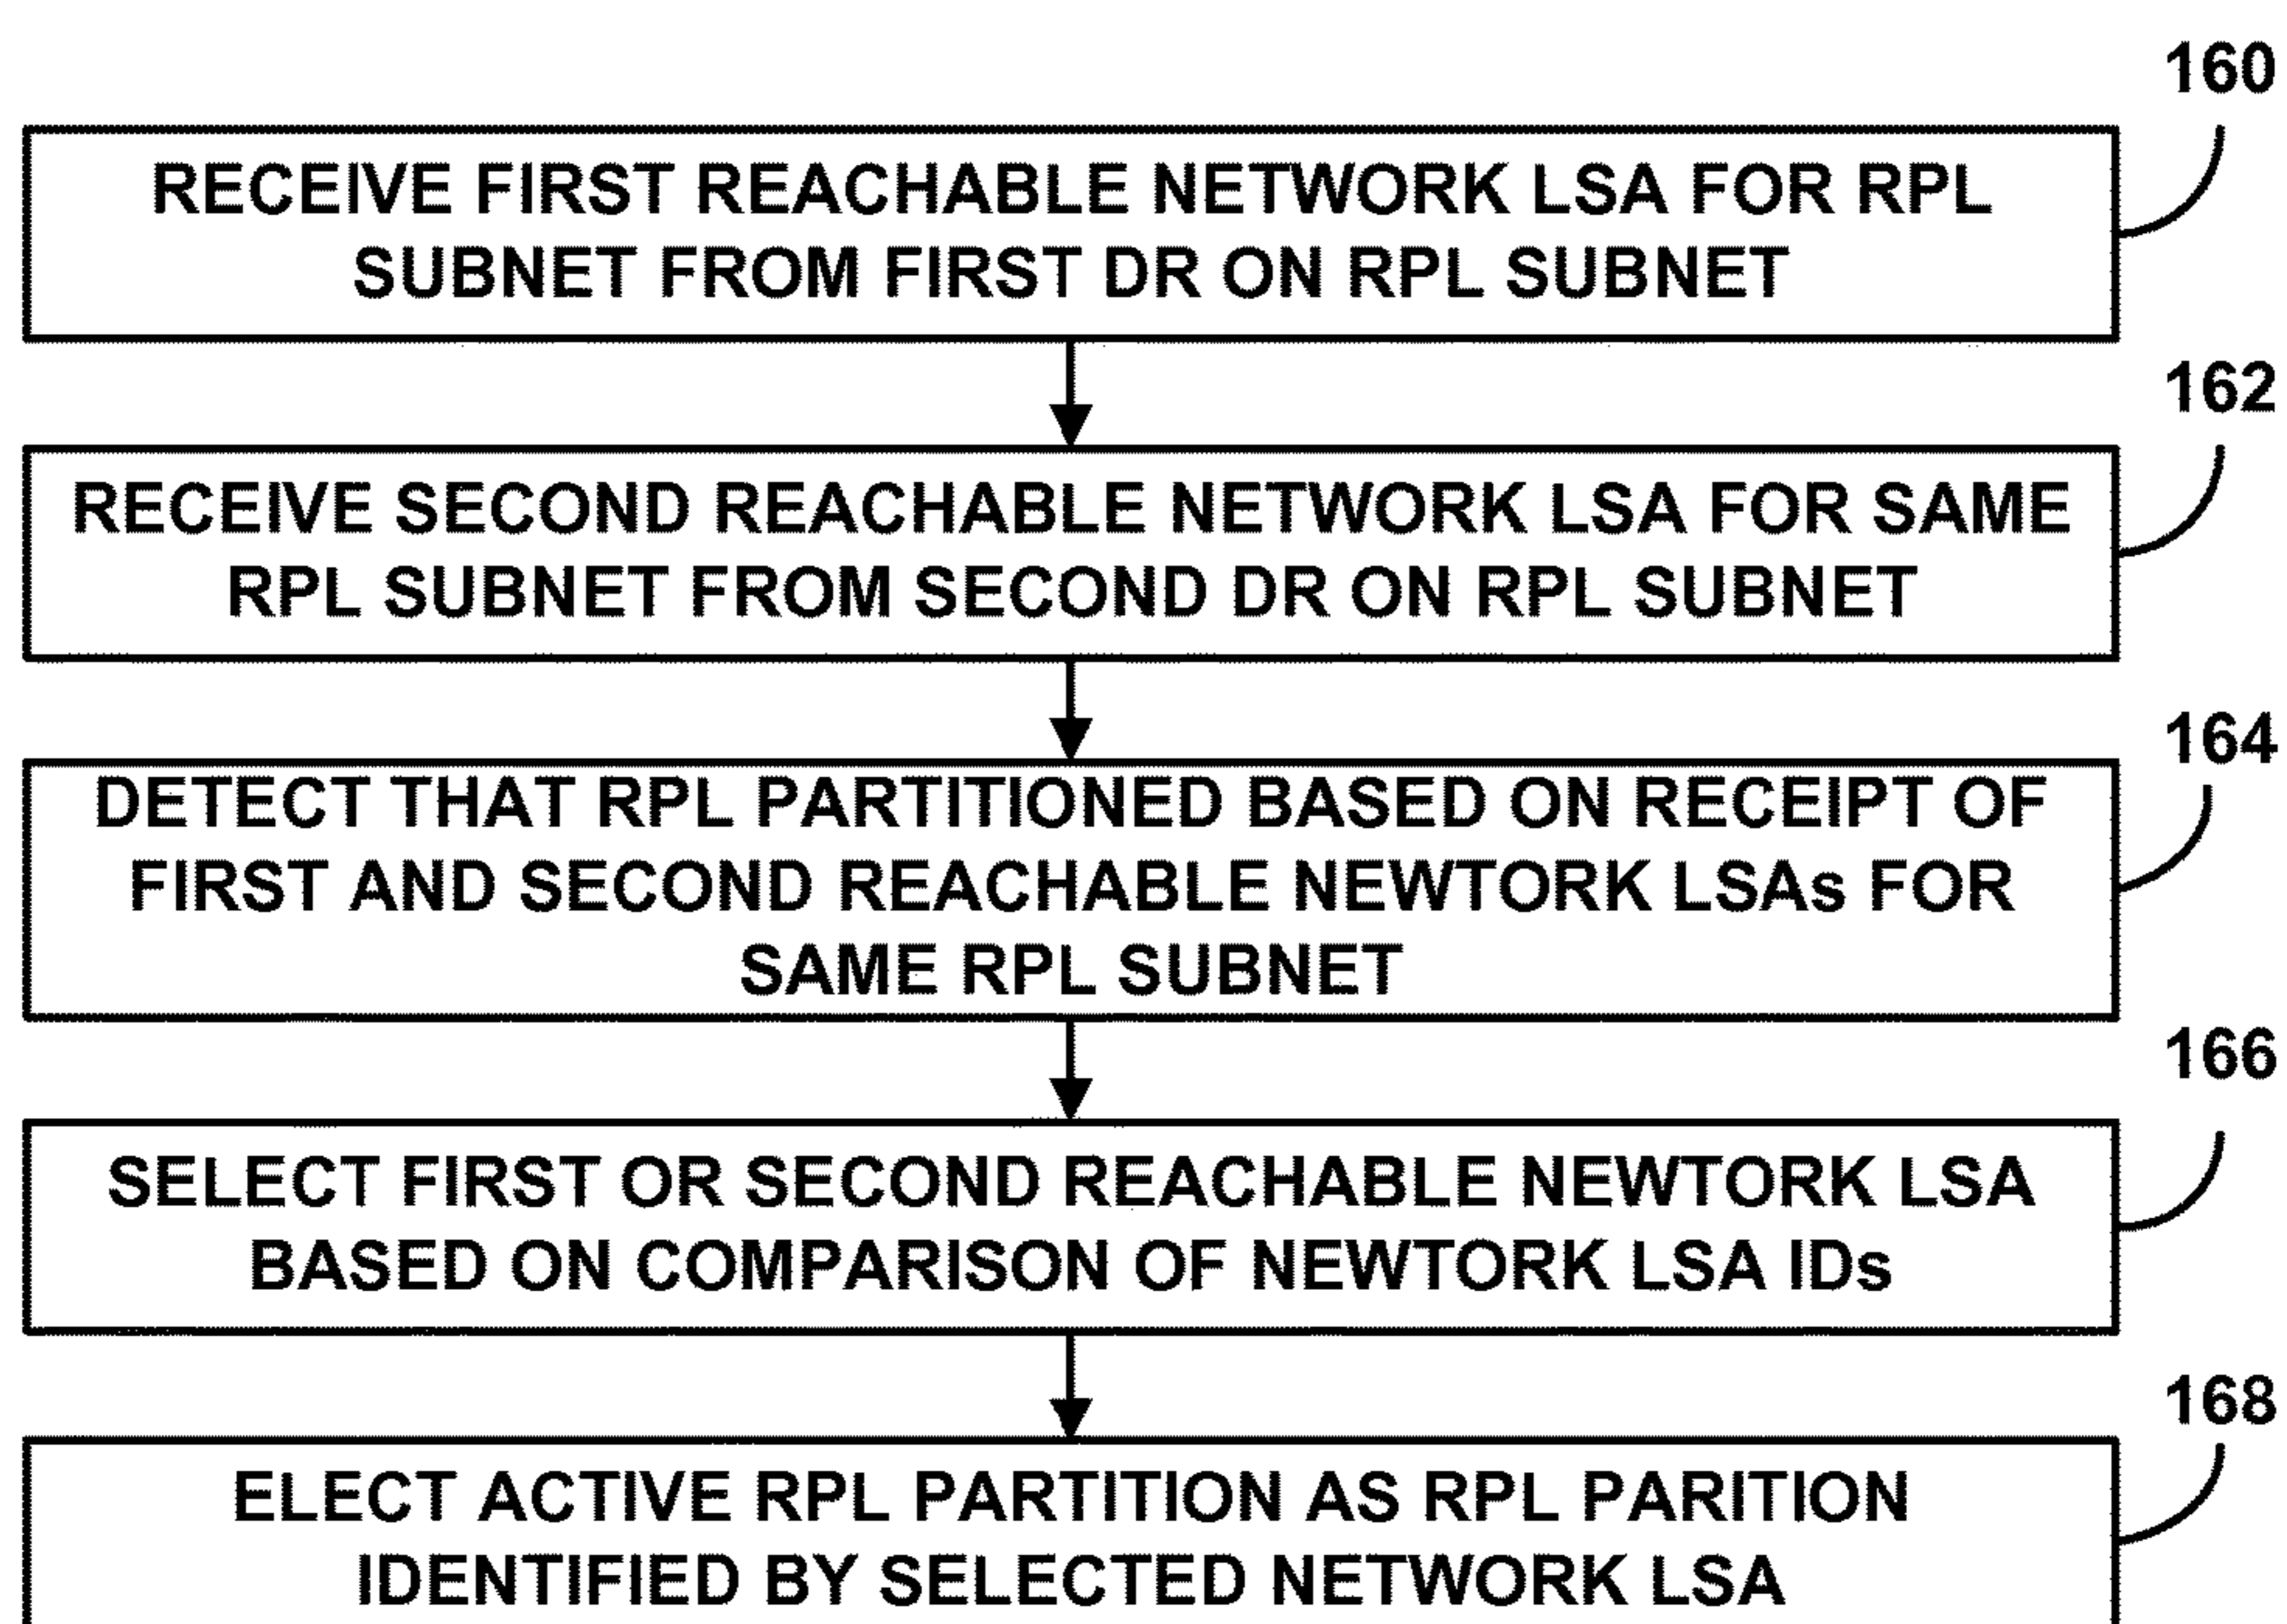 160
RECEIVE FIRST REACHABLE NETWORK LSA FOR RPL
SUBNET FROM FIRST DR ON RPL SUBNET
162
RECEIVE SECOND REACHABLE NETWORK LSA FOR SAME
RPL SUBNET FROM SECOND DR ON RPL SUBNET
164
DETECT THAT RPL PARTITIONED BASED ON RECEIPT OF
FIRST AND SECOND REACHABLE NEWTORK LSAs FOR
SAME RPL SUBNET
166
SELECT FIRST OR SECOND REACHABLE NEWTORK LSA
BASED ON COMPARISON OF NEWTORK LSA IDs
168
ELECT ACTIVE RPL PARTITION AS RPL PARITION
IDENTIFIED BY SELECTED NETWORK LSA